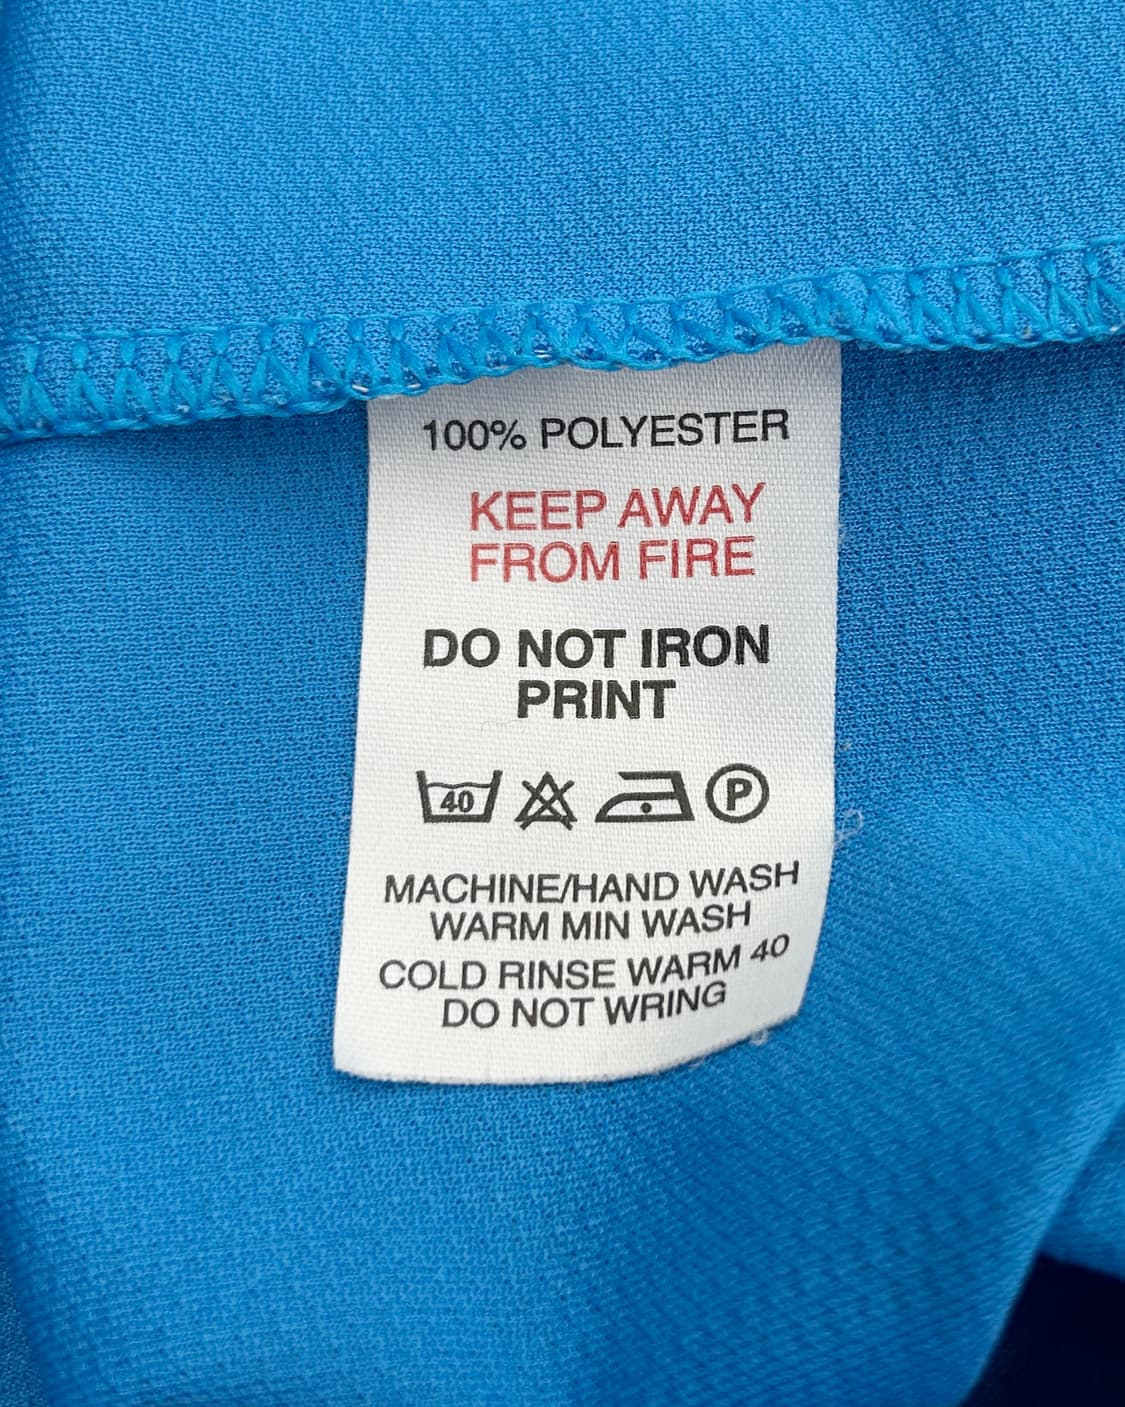 100% POLYESTER
KEEP AWAY
FROM FIRE
DO NOT IRON
PRINT
40 P
MACHINE/HAND WASH
WARM MIN WASH
COLD RINSE WARM 40
DO NOT WRING